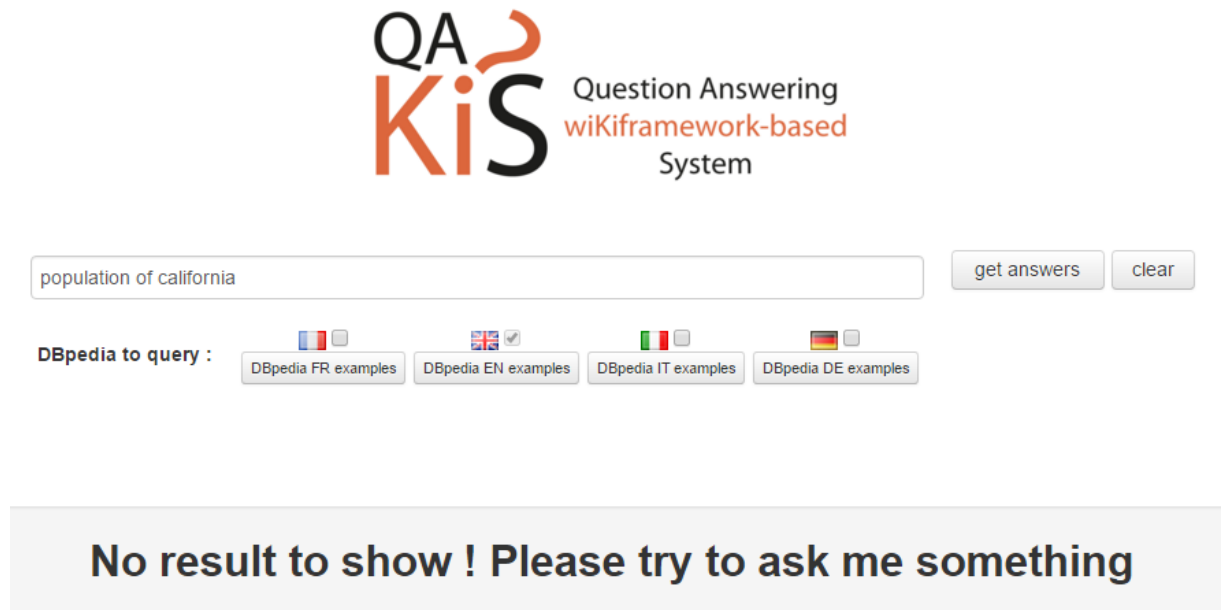 QA
KiS
Question Answering
wiKiframework-based
System
population of california
get answers
clear
DBpedia to query :
DBpedia FR examples
DBpedia EN examples
DBpedia IT examples
DBpedia DE examples
No result to show ! Please try to ask me something